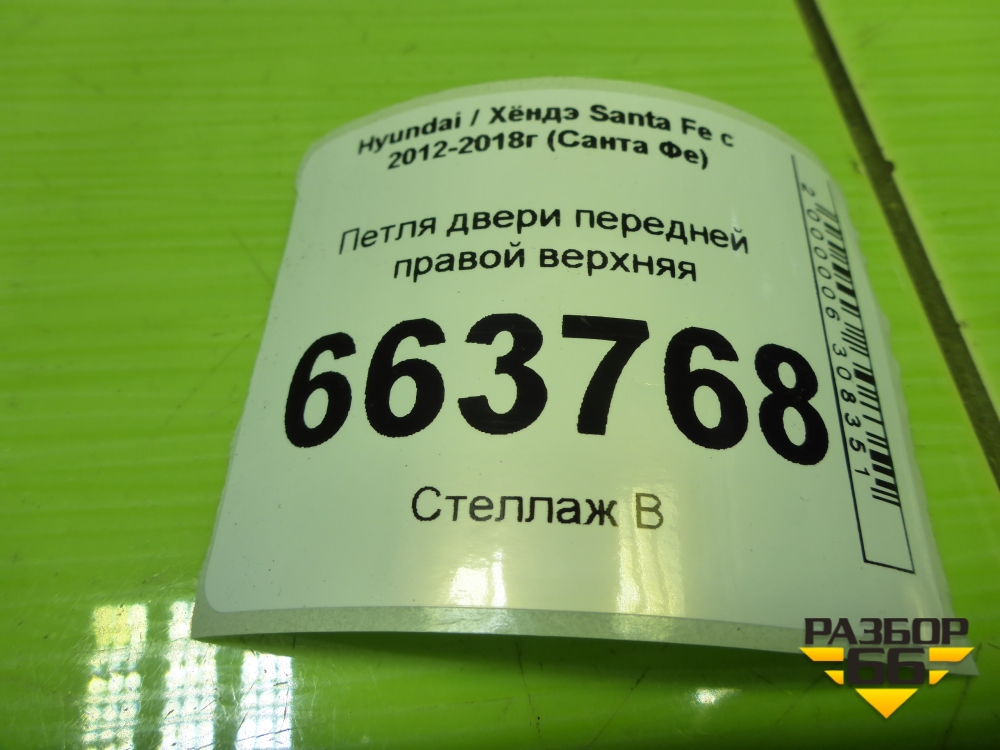 Hyundai / Хёндэ Santa Fe с
2012-2018г (Санта Фе)
Петля двери передней
правой верхняя
663768
Стеллаж В
2000006308351
РАЗБОР
66